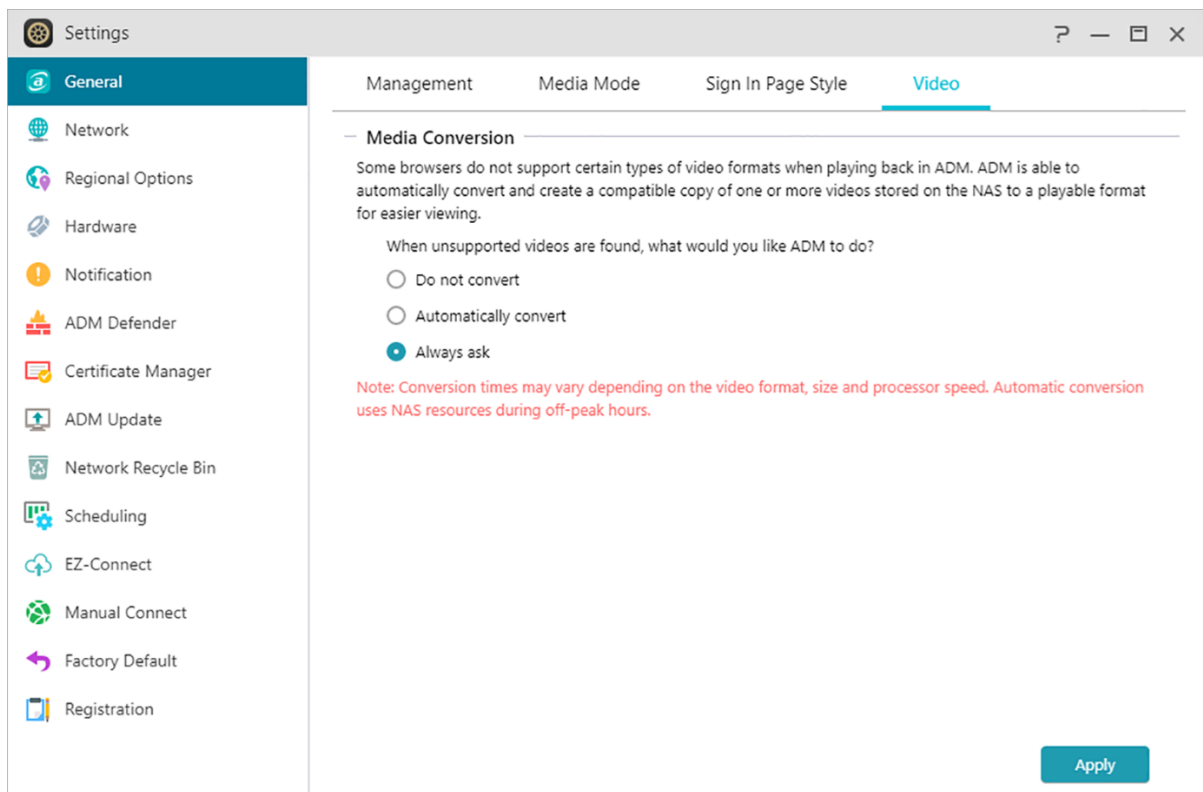 Settings
General
Network
Regional Options
Hardware
Notification
ADM Defender
Certificate Manager
ADM Update
Network Recycle Bin
Scheduling
EZ-Connect
Manual Connect
Factory Default
Registration
Management Media Mode Sign In Page Style Video
Media Conversion
Some browsers do not support certain types of video formats when playing back in ADM. ADM is able to
automatically convert and create a compatible copy of one or more videos stored on the NAS to a playable format
for easier viewing.
When unsupported videos are found, what would you like ADM to do?
Do not convert
Automatically convert
Always ask
Note: Conversion times may vary depending on the video format, size and processor speed. Automatic conversion
uses NAS resources during off-peak hours.
Apply